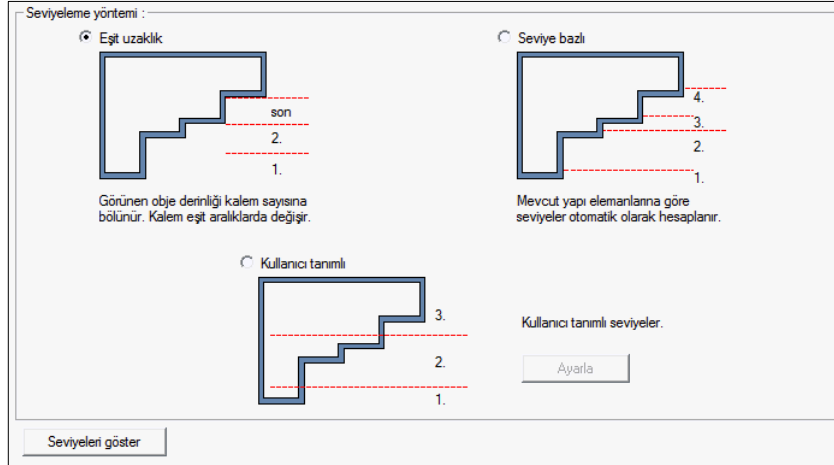 Seviyeleme yöntemi :
Eşit uzaklık
son
2.
1.
Görünen obje derinliği kalem sayısına
bölünür. Kalem eşit aralıklarda değişir.
Seviye bazlı
4.
3.
2.
1.
Mevcut yapı elemanlarına göre
seviyeler otomatik olarak hesaplanır.
Kullanıcı tanımlı
3.
2.
1.
Kullanıcı tanımlı seviyeler.
Ayarla
Seviyeleri göster